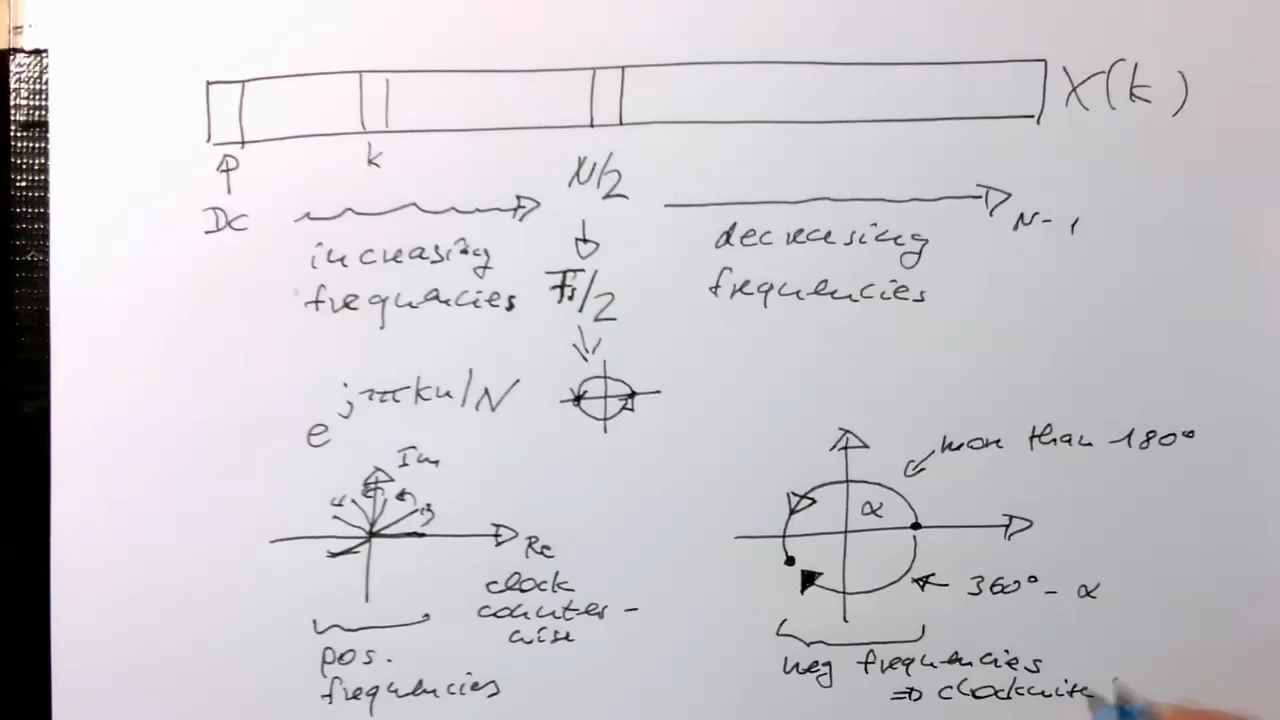 X(k)
k
N/2
DC
N-1
increasing
frequencies
Fs/2
decreasing
frequencies
e^j2πkn/N
Im
more than 180°
α
Re
clock
counter-
wise
360° - α
pos.
frequencies
neg frequencies
⇒ clockwise